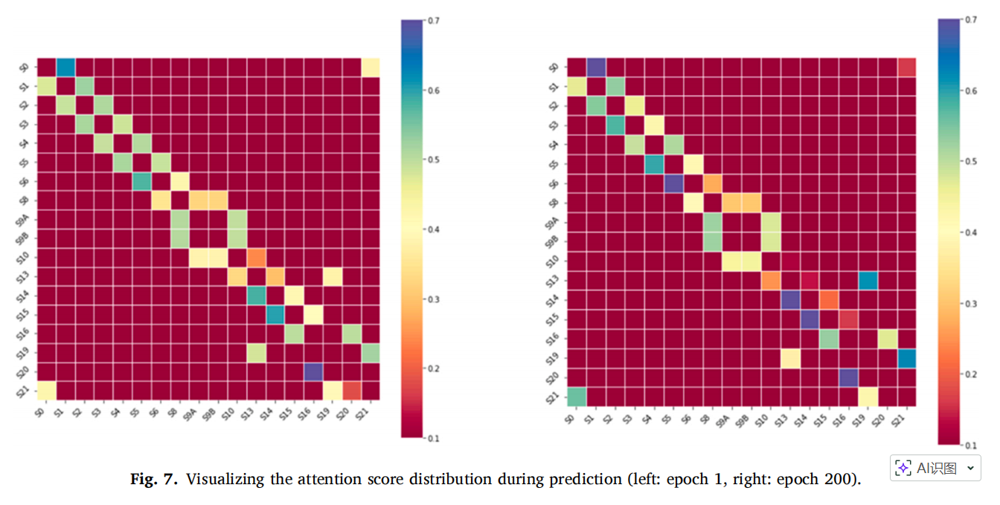 0.7
0.6
0.5
0.4
0.3
0.2
0.1
S0
S1
S2
S3
S4
S5
S6
S8
S9A
S9B
S10
S13
S14
S15
S16
S19
S20
S21
S0 S1 S2 S3 S4 S5 S6 S8 S9A S9B S10 S13 S14 S15 S16 S19 S20 S21
0.7
0.6
0.5
0.4
0.3
0.2
0.1
S0
S1
S2
S3
S4
S5
S6
S8
S9A
S9B
S10
S13
S14
S15
S16
S19
S20
S21
S0 S1 S2 S3 S4 S5 S6 S8 S9A S9B S10 S13 S14 S15 S16 S19 S20 S21
AI识图
Fig. 7. Visualizing the attention score distribution during prediction (left: epoch 1, right: epoch 200).